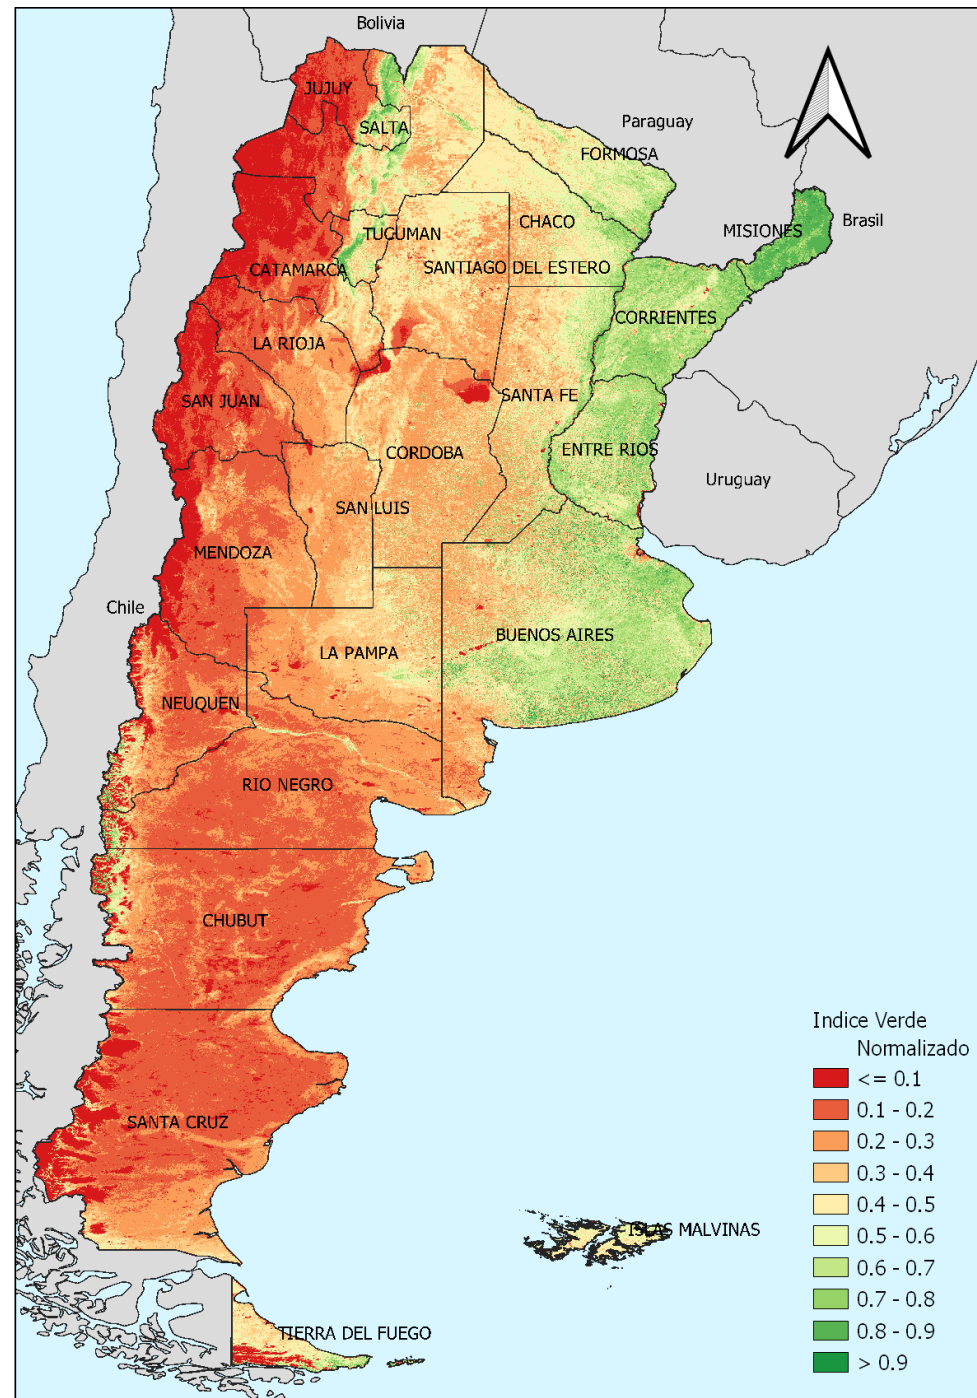 Bolivia
JUJUY
SALTA
Paraguay
FORMOSA
CHACO
MISIONES
Brasil
TUCUMAN
CATAMARCA
SANTIAGO DEL ESTERO
CORRIENTES
LA RIOJA
SAN JUAN
SANTA FE
CORDOBA
ENTRE RIOS
Uruguay
SAN LUIS
MENDOZA
Chile
BUENOS AIRES
LA PAMPA
NEUQUEN
RIO NEGRO
CHUBUT
SANTA CRUZ
ISLAS MALVINAS
TIERRA DEL FUEGO
Indice Verde
Normalizado
<= 0.1
0.1 - 0.2
0.2 - 0.3
0.3 - 0.4
0.4 - 0.5
0.5 - 0.6
0.6 - 0.7
0.7 - 0.8
0.8 - 0.9
> 0.9